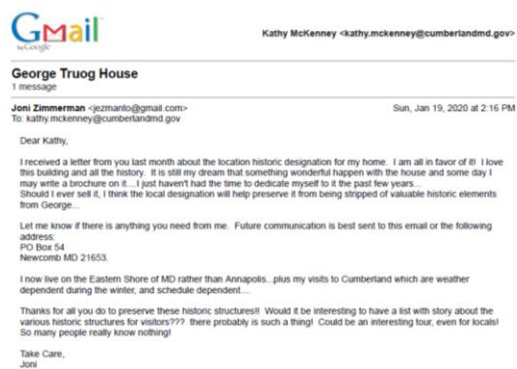 Gmail
by Google
Kathy McKenney <kathy.mckenney@cumberlandmd.gov>
George Truog House
1 message
Joni Zimmerman <jezmanto@gmail.com>
Sun, Jan 19, 2020 at 2:16 PM
To: kathy.mckenney@cumberlandmd.gov
Dear Kathy,
I received a letter from you last month about the location historic designation for my home. I am all in favor of it! I love
this building and all the history. It is still my dream that something wonderful happen with the house and some day I
may write a brochure on it....I just haven't had the time to dedicate myself to it the past few years...
Should I ever sell it, I think the local designation will help preserve it from being stripped of valuable historic elements
from George...
Let me know if there is anything you need from me. Future communication is best sent to this email or the following
address:
PO Box 54
Newcomb MD 21653.
I now live on the Eastern Shore of MD rather than Annapolis...plus my visits to Cumberland which are weather
dependent during the winter, and schedule dependent....
Thanks for all you do to preserve these historic structures!! Would it be interesting to have a list with story about the
various historic structures for visitors??? there probably is such a thing! Could be an interesting tour, even for locals!
So many people really know nothing!
Take Care,
Joni